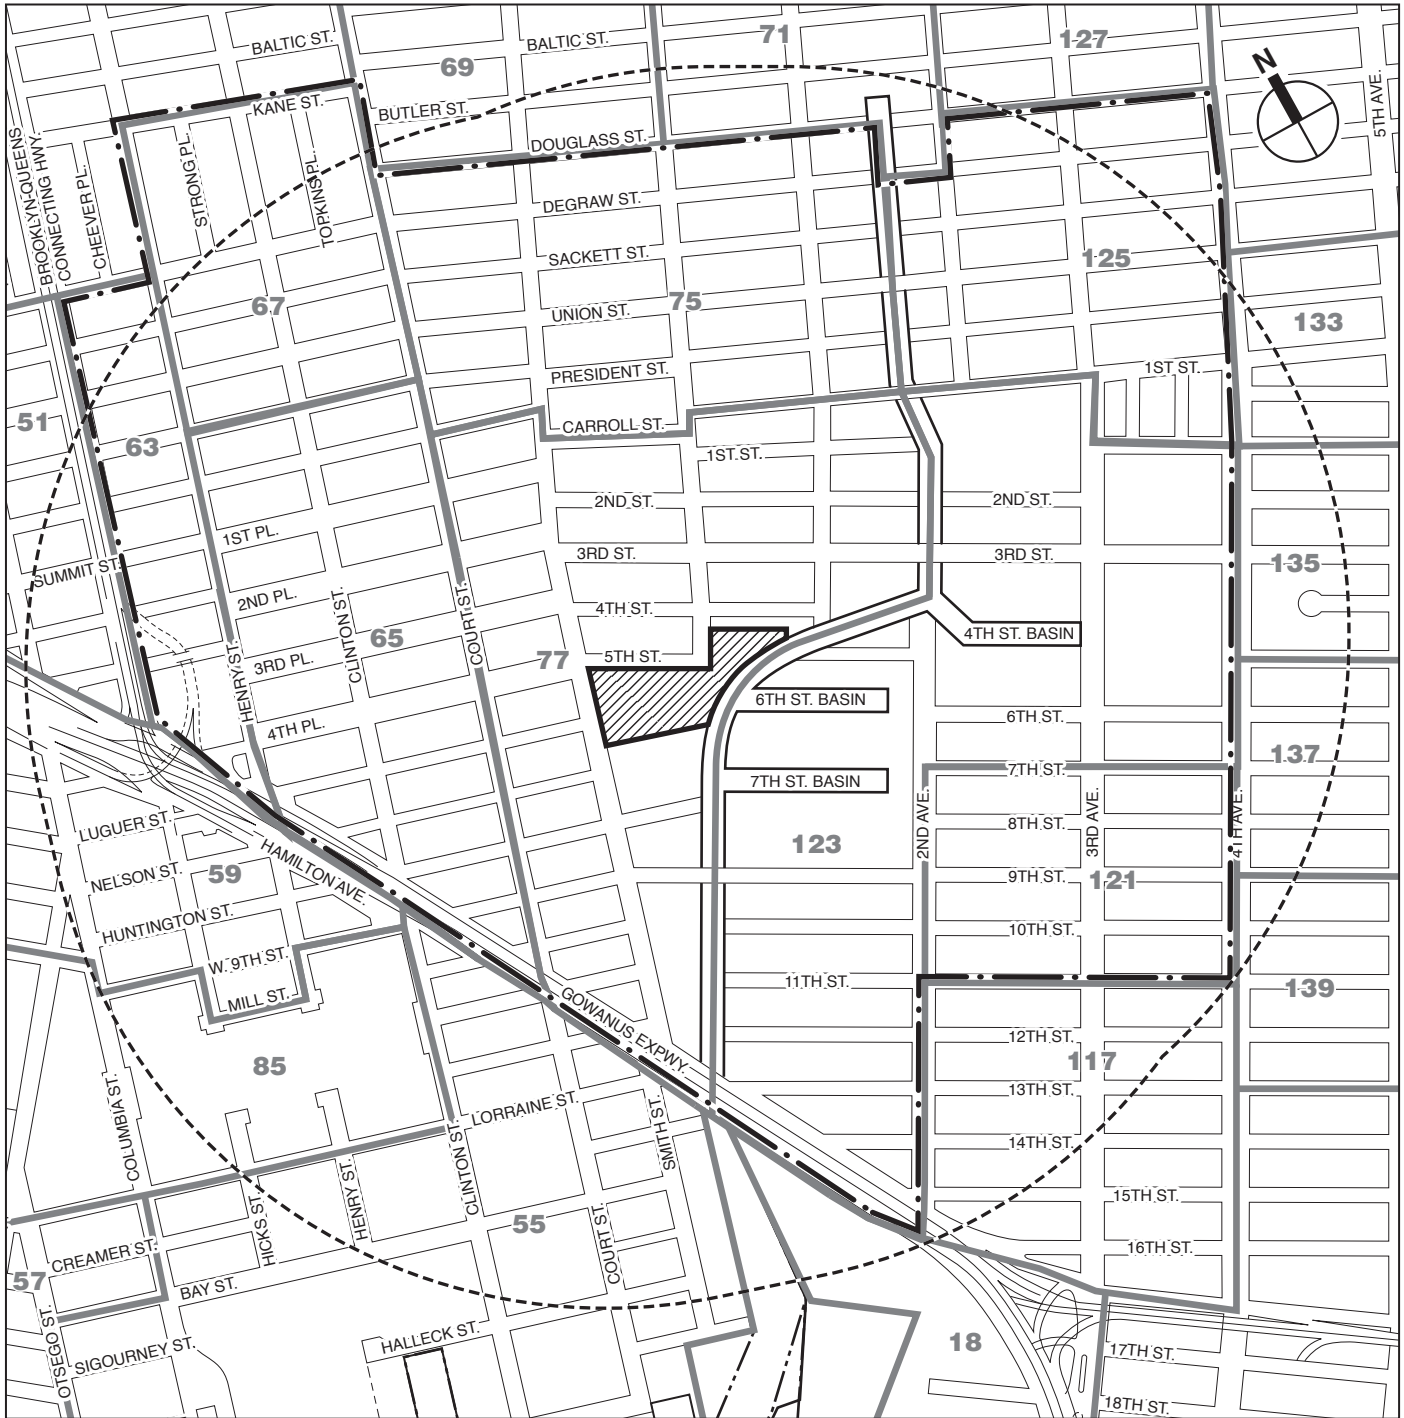 71
127
BALTIC ST.
BALTIC ST.
69
N
5TH AVE.
KANE ST.
BUTLER ST.
DOUGLASS ST.
BROOKLYN-QUEENS
CONNECTING HWY.
CHEEVER PL.
STRONG PL.
TOPKINS PL.
DEGRAW ST.
SACKETT ST.
125
67
75
UNION ST.
133
PRESIDENT ST.
1ST ST.
51
63
CARROLL ST.
1ST ST.
2ND ST.
2ND ST.
1ST PL.
3RD ST.
3RD ST.
135
SUMMIT ST.
2ND PL.
CLINTON ST.
COURT ST.
4TH ST.
65
4TH ST. BASIN
HENRY ST.
3RD PL.
77
5TH ST.
6TH ST. BASIN
4TH PL.
6TH ST.
137
7TH ST.
7TH ST. BASIN
2ND AVE.
3RD AVE.
4TH AVE.
LUGUER ST.
8TH ST.
123
HAMILTON AVE.
NELSON ST.
59
9TH ST.
121
HUNTINGTON ST.
10TH ST.
W. 9TH ST.
11TH ST.
139
MILL ST.
GOWANUS EXPWY.
12TH ST.
85
117
13TH ST.
COLUMBIA ST.
LORRAINE ST.
SMITH ST.
14TH ST.
CLINTON ST.
HENRY ST.
HICKS ST.
15TH ST.
55
COURT ST.
CREAMER ST.
16TH ST.
57
BAY ST.
OTSEGO ST.
HALLECK ST.
18
SIGOURNEY ST.
17TH ST.
18TH ST.